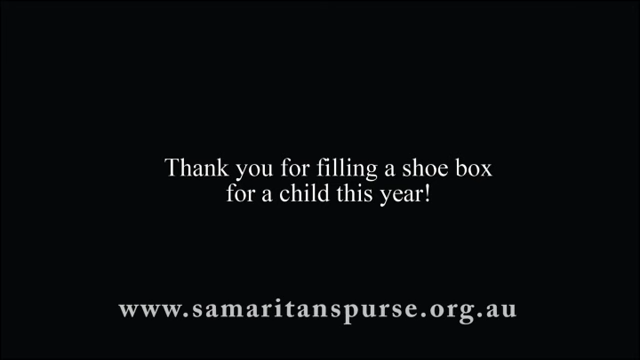 Thank you for filling a shoe box
for a child this year!
www.samaritanspurse.org.au